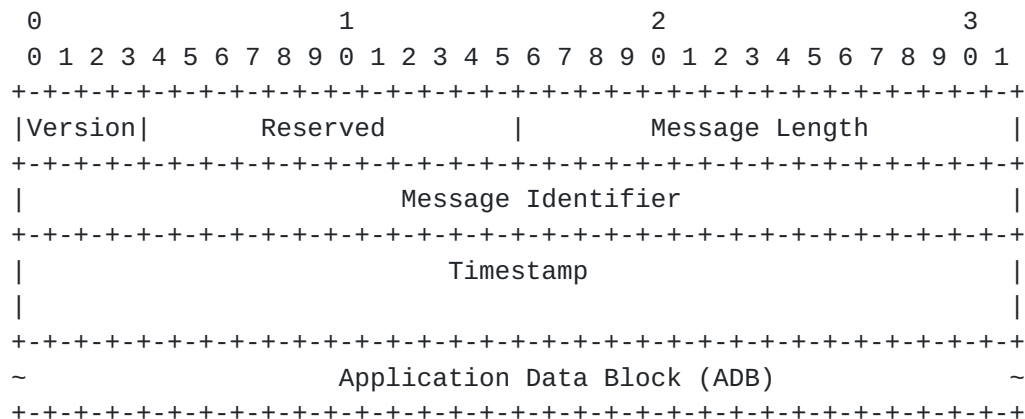 0                   1                   2                   3
 0 1 2 3 4 5 6 7 8 9 0 1 2 3 4 5 6 7 8 9 0 1 2 3 4 5 6 7 8 9 0 1
+-+-+-+-+-+-+-+-+-+-+-+-+-+-+-+-+-+-+-+-+-+-+-+-+-+-+-+-+-+-+-+-+
|Version|       Reserved        |        Message Length         |
+-+-+-+-+-+-+-+-+-+-+-+-+-+-+-+-+-+-+-+-+-+-+-+-+-+-+-+-+-+-+-+-+
|                        Message Identifier                     |
+-+-+-+-+-+-+-+-+-+-+-+-+-+-+-+-+-+-+-+-+-+-+-+-+-+-+-+-+-+-+-+-+
|                           Timestamp                           |
|                                                               |
+-+-+-+-+-+-+-+-+-+-+-+-+-+-+-+-+-+-+-+-+-+-+-+-+-+-+-+-+-+-+-+-+
~                    Application Data Block (ADB)               ~
+-+-+-+-+-+-+-+-+-+-+-+-+-+-+-+-+-+-+-+-+-+-+-+-+-+-+-+-+-+-+-+-+